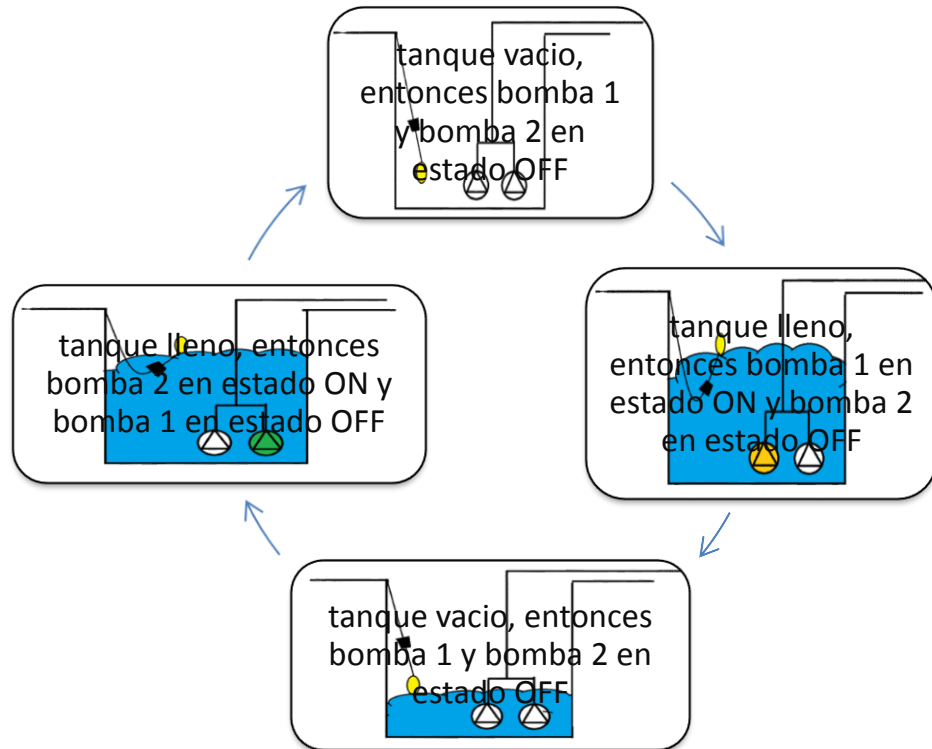 tanque vacio,
entonces bomba 1
y bomba 2 en
estado OFF
tanque lleno,
entonces bomba 1 en
estado ON y bomba 2
en estado OFF
tanque vacio, entonces
bomba 1 y bomba 2 en
estado OFF
tanque lleno, entonces
bomba 2 en estado ON y
bomba 1 en estado OFF